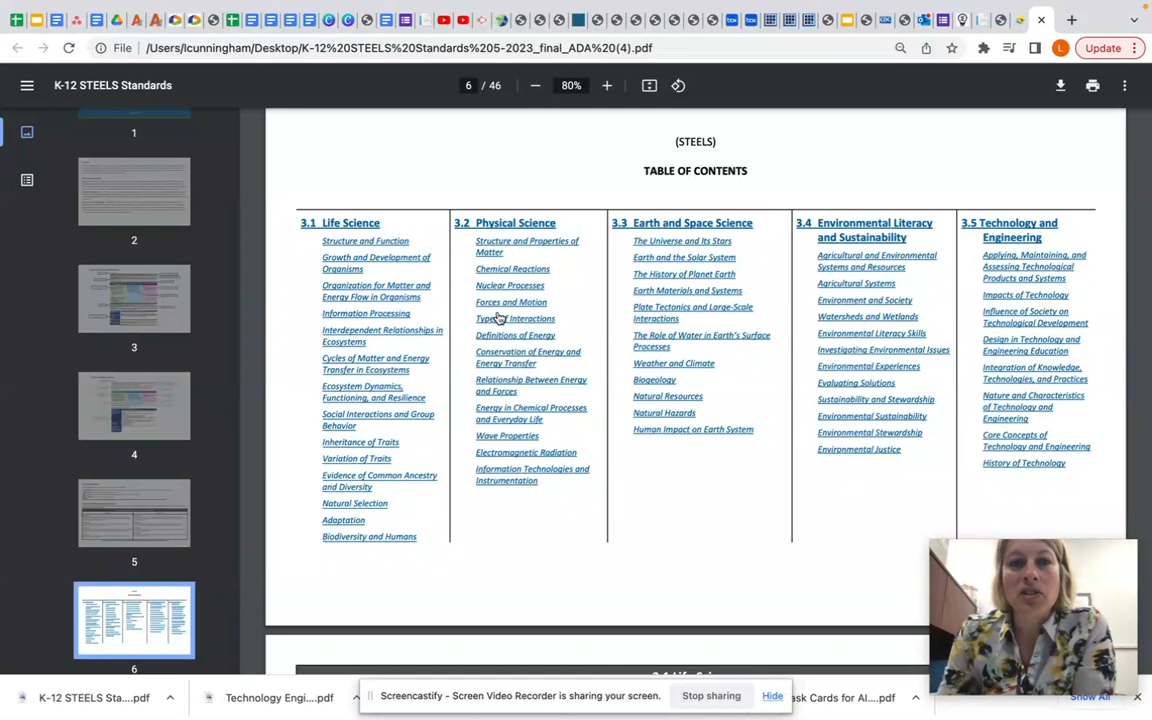 File
/Users/lcunningham/Desktop/K-12%20STEELS%20Standards%205-2023_final_ADA%20(4).pdf
L
Update
K-12 STEELS Standards
6 / 46
80%
1
2
3
4
5
6
(STEELS)
TABLE OF CONTENTS
3.1 Life Science
Structure and Function
Growth and Development of
Organisms
Organization for Matter and
Energy Flow in Organisms
Information Processing
Interdependent Relationships in
Ecosystems
Cycles of Matter and Energy
Transfer in Ecosystems
Ecosystem Dynamics,
Functioning, and Resilience
Social Interactions and Group
Behavior
Inheritance of Traits
Variation of Traits
Evidence of Common Ancestry
and Diversity
Natural Selection
Adaptation
Biodiversity and Humans
3.2 Physical Science
Structure and Properties of
Matter
Chemical Reactions
Nuclear Processes
Forces and Motion
Types of Interactions
Definitions of Energy
Conservation of Energy and
Energy Transfer
Relationship Between Energy
and Forces
Energy in Chemical Processes
and Everyday Life
Wave Properties
Electromagnetic Radiation
Information Technologies and
Instrumentation
3.3 Earth and Space Science
The Universe and Its Stars
Earth and the Solar System
The History of Planet Earth
Earth Materials and Systems
Plate Tectonics and Large-Scale
Interactions
The Role of Water in Earth's Surface
Processes
Weather and Climate
Biogeology
Natural Resources
Natural Hazards
Human Impact on Earth System
3.4 Environmental Literacy
and Sustainability
Agricultural and Environmental
Systems and Resources
Agricultural Systems
Environment and Society
Watersheds and Wetlands
Environmental Literacy Skills
Investigating Environmental Issues
Environmental Experiences
Evaluating Solutions
Sustainability and Stewardship
Environmental Sustainability
Environmental Stewardship
Environmental Justice
3.5 Technology and
Engineering
Applying, Maintaining, and
Assessing Technological
Products and Systems
Impacts of Technology
Influence of Society on
Technological Development
Design in Technology and
Engineering Education
Integration of Knowledge,
Technologies, and Practices
Nature and Characteristics
of Technology and
Engineering
Core Concepts of
Technology and Engineering
History of Technology
K-12 STEELS Sta....pdf
Technology Engi....pdf
Screencastify - Screen Video Recorder is sharing your screen.
Stop sharing
Hide
ask Cards for AI....pdf
Show All